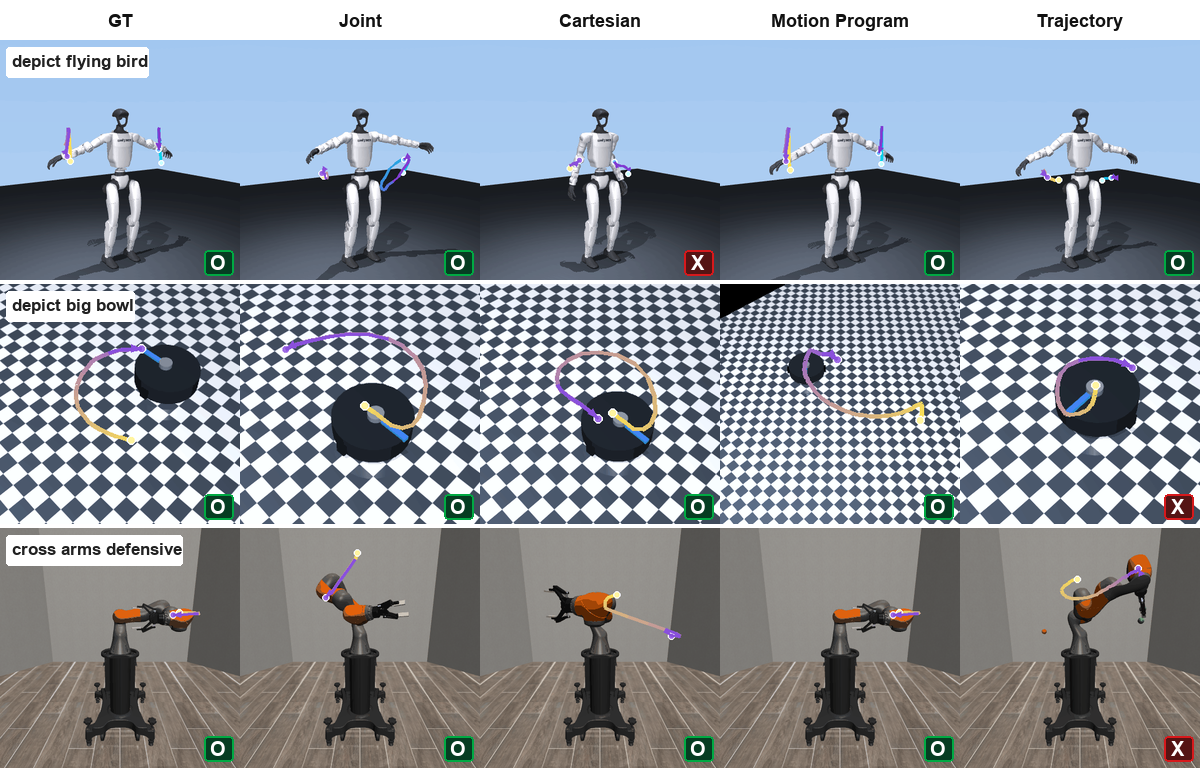 GT Joint Cartesian Motion Program Trajectory
depict flying bird
O O X O O
depict big bowl
O O O O X
cross arms defensive
O O O O X